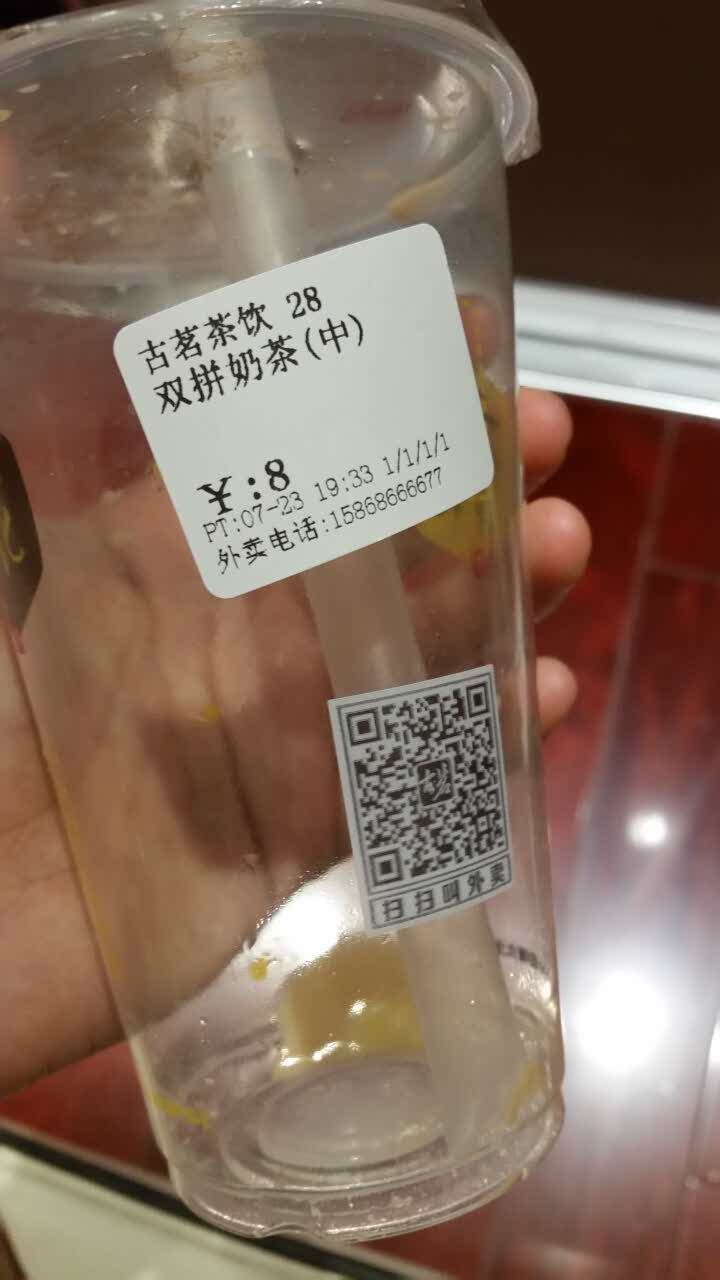 古茗茶饮 28
双拼奶茶(中)
￥:8
PT:07-23 19:33 1/1/1/1
外卖电话:15868666677
扫扫叫外卖